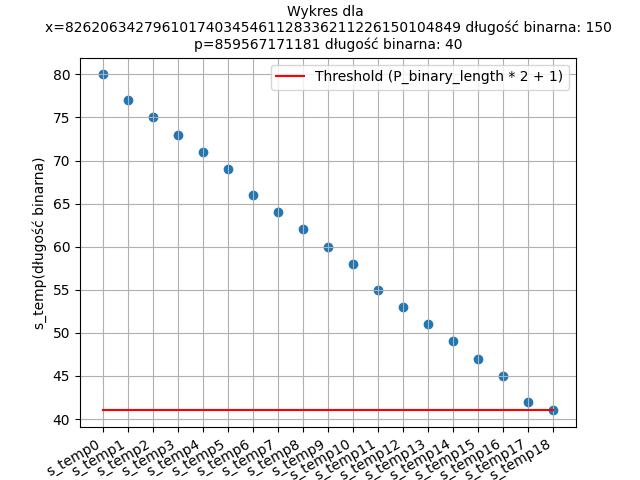 Wykres dla
x=826206342796101740345461128336211226150104849 długość binarna: 150
p=859567171181 długość binarna: 40
Threshold (P_binary_length * 2 + 1)
s_temp(długość binarna)
80
75
70
65
60
55
50
45
40
s_temp0
s_temp1
s_temp2
s_temp3
s_temp4
s_temp5
s_temp6
s_temp7
s_temp8
s_temp9
s_temp10
s_temp11
s_temp12
s_temp13
s_temp14
s_temp15
s_temp16
s_temp17
s_temp18